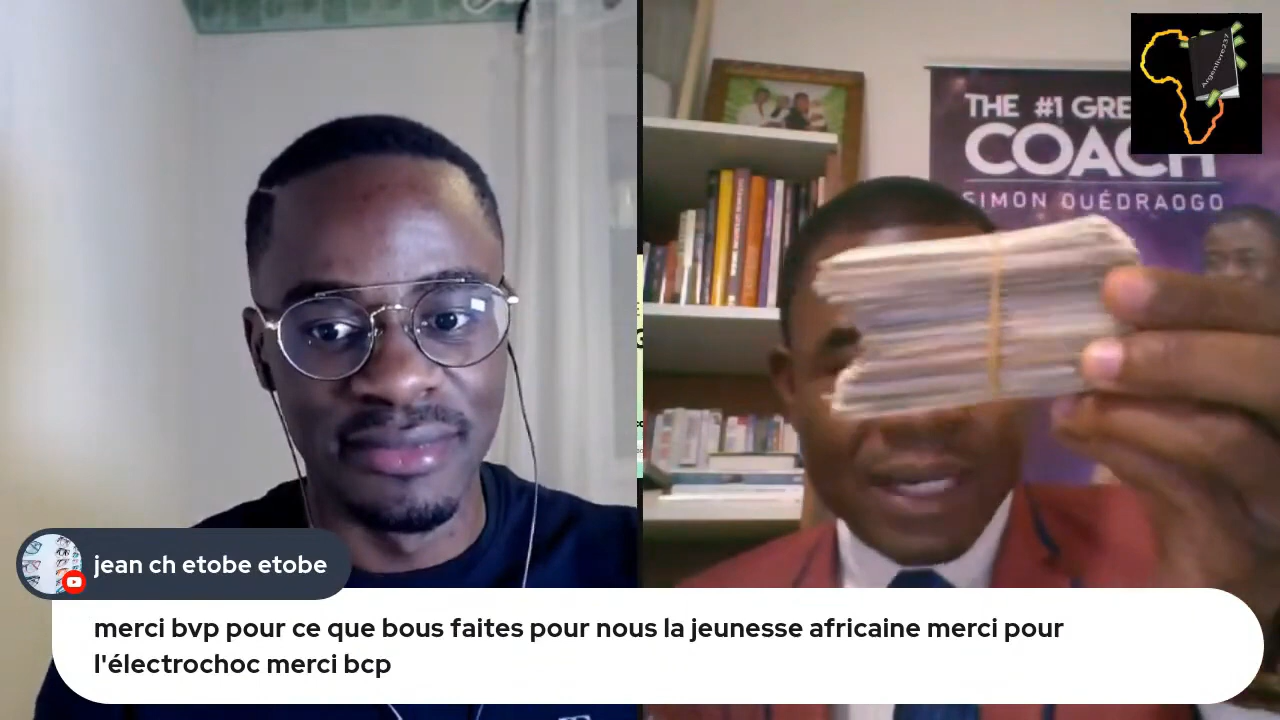 Argentlivre237
THE #1 GRE
COACH
SIMON OUÉDRAOGO
jean ch etobe etobe
merci bvp pour ce que bous faites pour nous la jeunesse africaine merci pour
l'électrochoc merci bcp